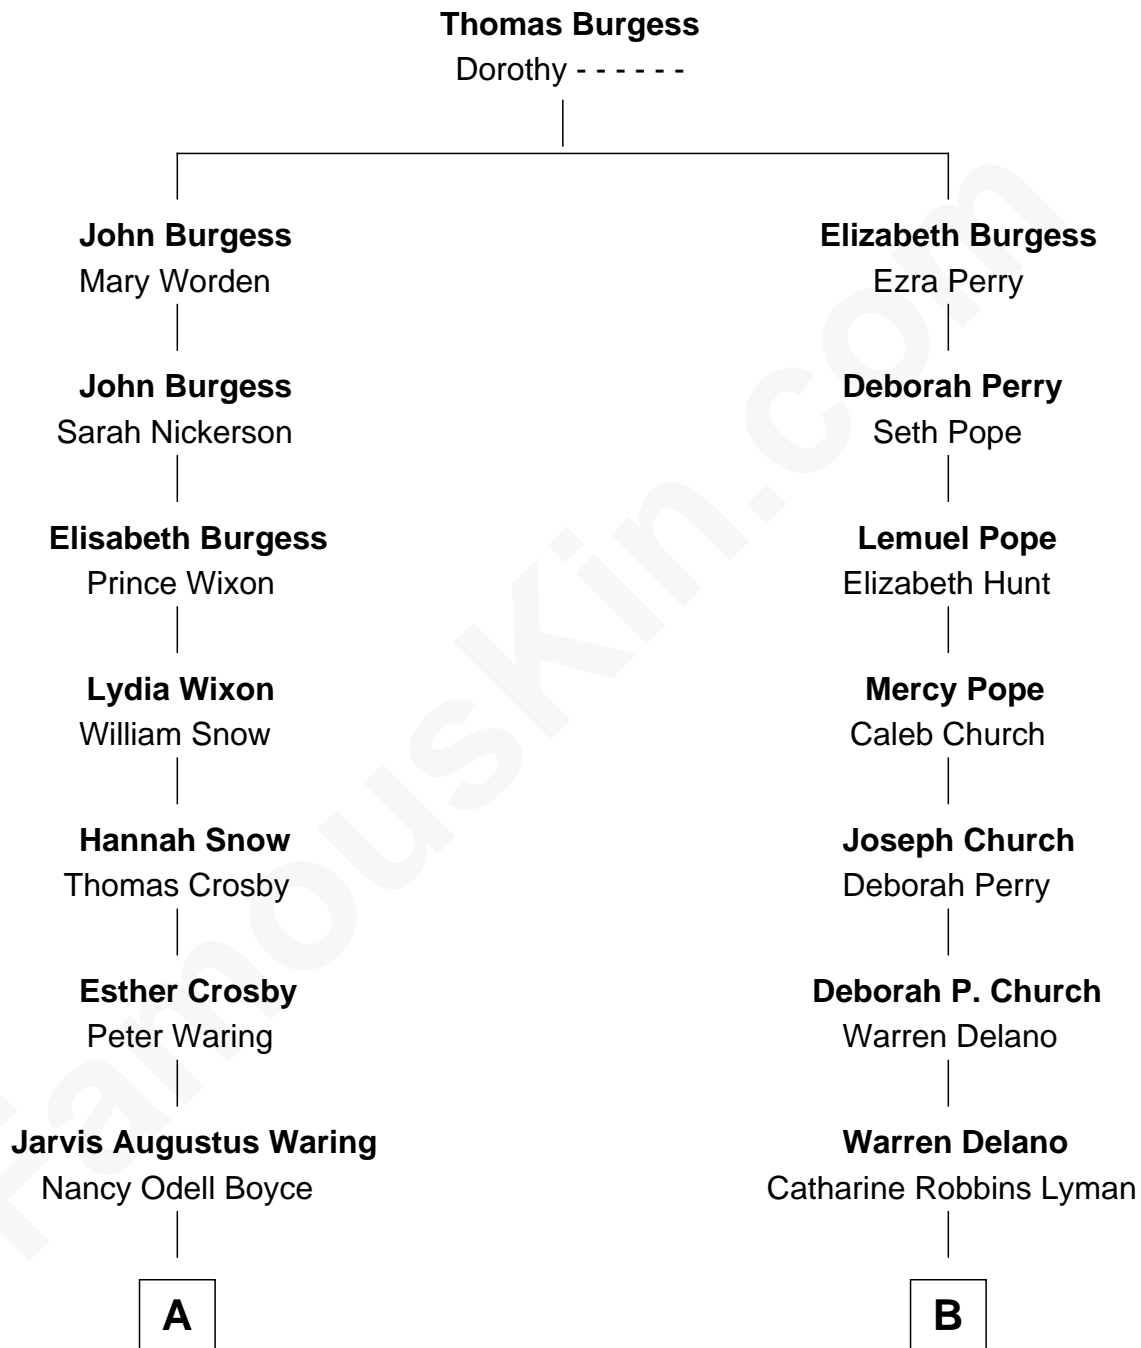 Thomas Burgess
Dorothy - - - - - -
John Burgess
Mary Worden
Elizabeth Burgess
Ezra Perry
John Burgess
Sarah Nickerson
Deborah Perry
Seth Pope
Elisabeth Burgess
Prince Wixon
Lemuel Pope
Elizabeth Hunt
Lydia Wixon
William Snow
Mercy Pope
Caleb Church
Hannah Snow
Thomas Crosby
Joseph Church
Deborah Perry
Esther Crosby
Peter Waring
Deborah P. Church
Warren Delano
Jarvis Augustus Waring
Nancy Odell Boyce
Warren Delano
Catharine Robbins Lyman
A
B
FamousKin.com